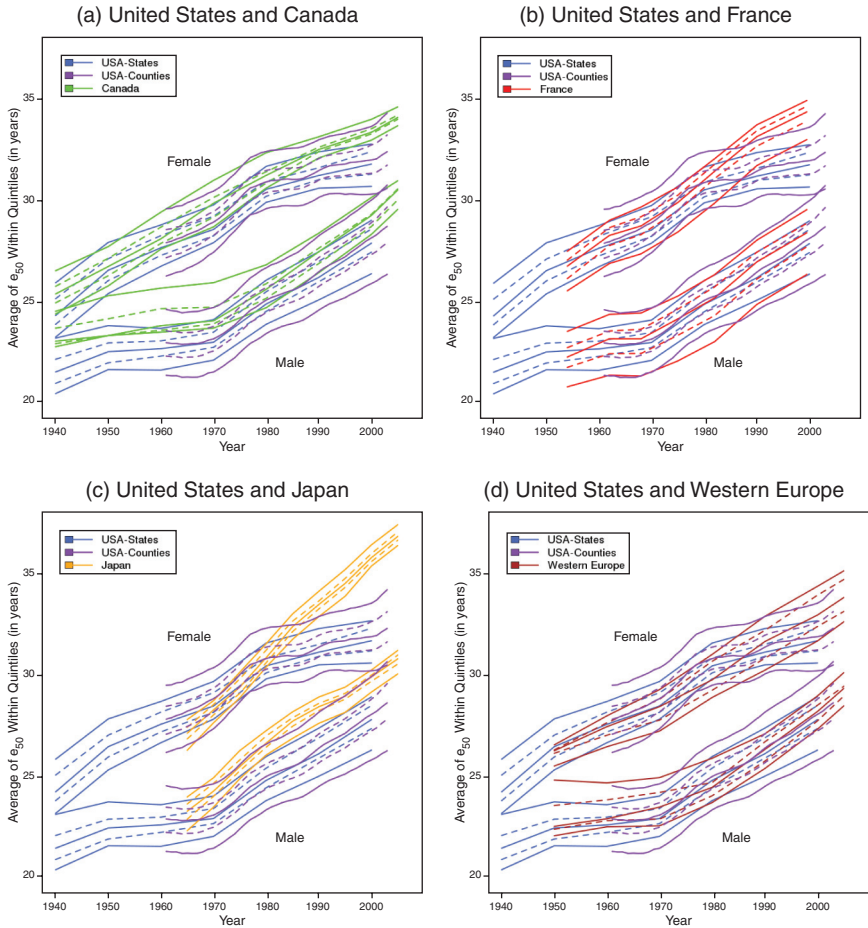 (a) United States and Canada
USA-States
USA-Counties
Canada
Female
Male
35
30
25
20
Average of e50 Within Quintiles (in years)
1940 1950 1960 1970 1980 1990 2000
Year
(b) United States and France
USA-States
USA-Counties
France
Female
Male
35
30
25
20
Average of e50 Within Quintiles (in years)
1940 1950 1960 1970 1980 1990 2000
Year
(c) United States and Japan
USA-States
USA-Counties
Japan
Female
Male
35
30
25
20
Average of e50 Within Quintiles (in years)
1940 1950 1960 1970 1980 1990 2000
Year
(d) United States and Western Europe
USA-States
USA-Counties
Western Europe
Female
Male
35
30
25
20
Average of e50 Within Quintiles (in years)
1940 1950 1960 1970 1980 1990 2000
Year